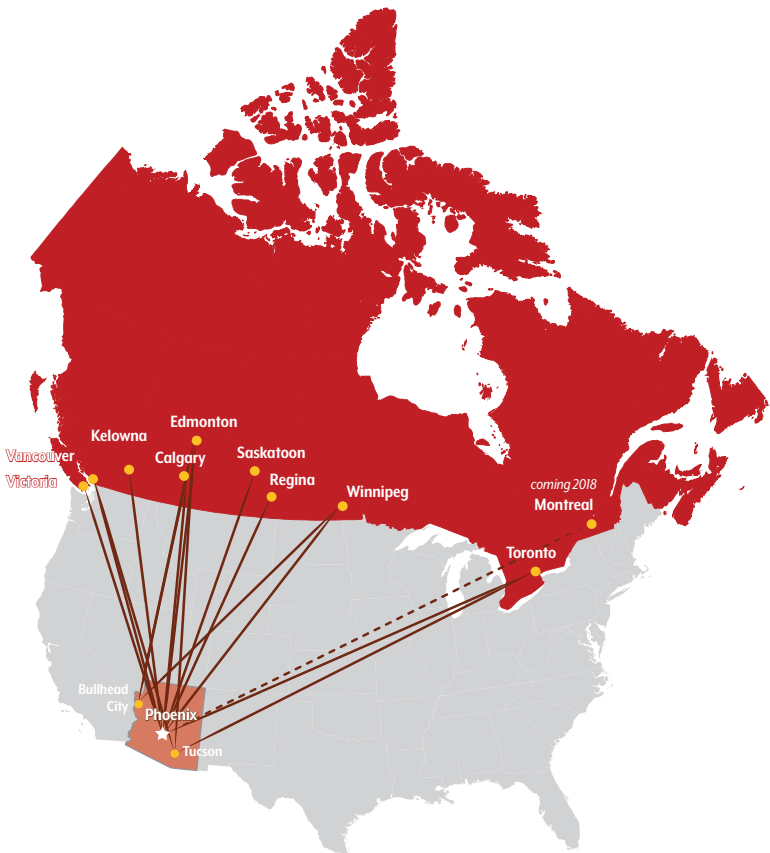 Edmonton
Kelowna
Vancouver
Calgary
Saskatoon
Victoria
Regina
Winnipeg
coming 2018
Montreal
Toronto
Bullhead
City
Phoenix
Tucson